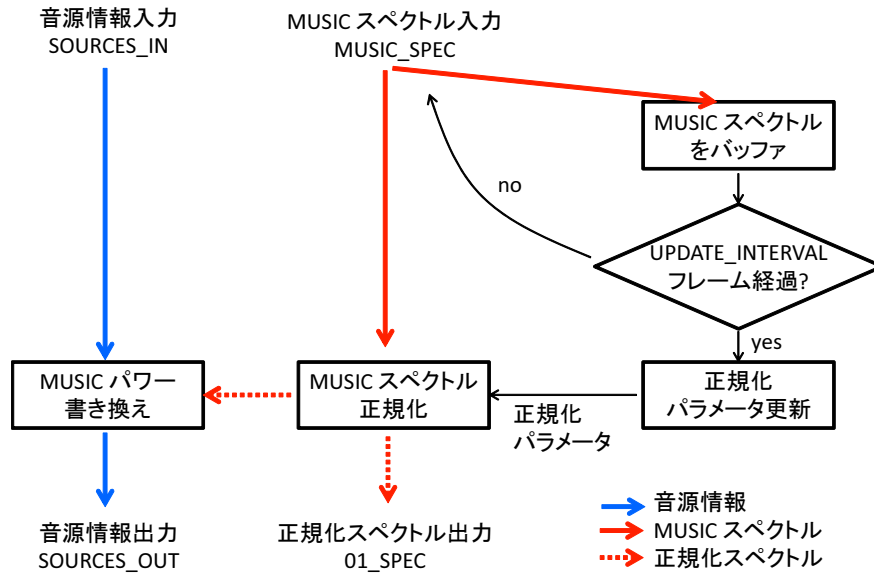 音源情報入力
SOURCES_IN
MUSIC スペクトル入力
MUSIC_SPEC
MUSIC スペクトル
をバッファ
no
UPDATE_INTERVAL
フレーム経過?
yes
MUSIC パワー
書き換え
MUSIC スペクトル
正規化
正規化
パラメータ
正規化
パラメータ更新
音源情報出力
SOURCES_OUT
正規化スペクトル出力
01_SPEC
音源情報
MUSIC スペクトル
正規化スペクトル